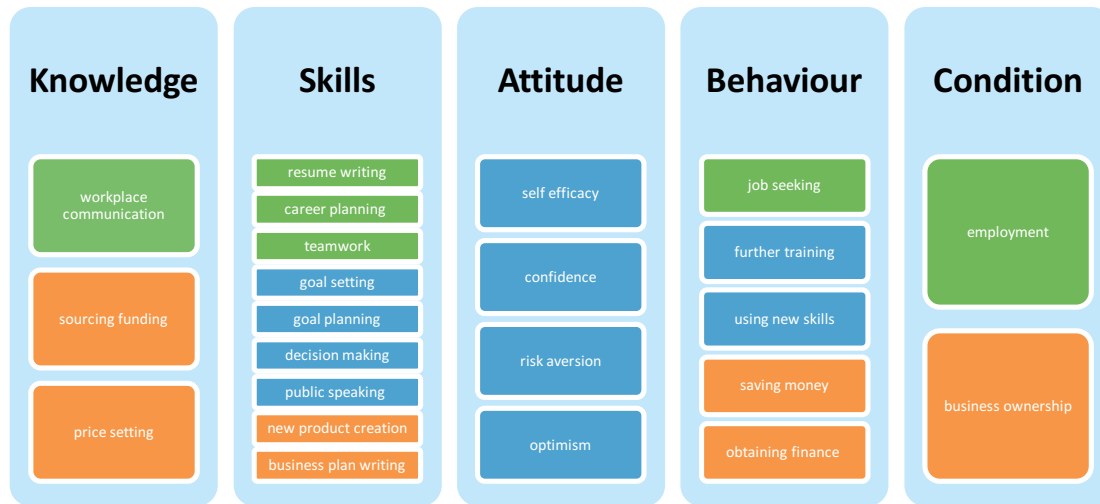 Knowledge
workplace
communication
sourcing funding
price setting
Skills
resume writing
career planning
teamwork
goal setting
goal planning
decision making
public speaking
new product creation
business plan writing
Attitude
self efficacy
confidence
risk aversion
optimism
Behaviour
job seeking
further training
using new skills
saving money
obtaining finance
Condition
employment
business ownership